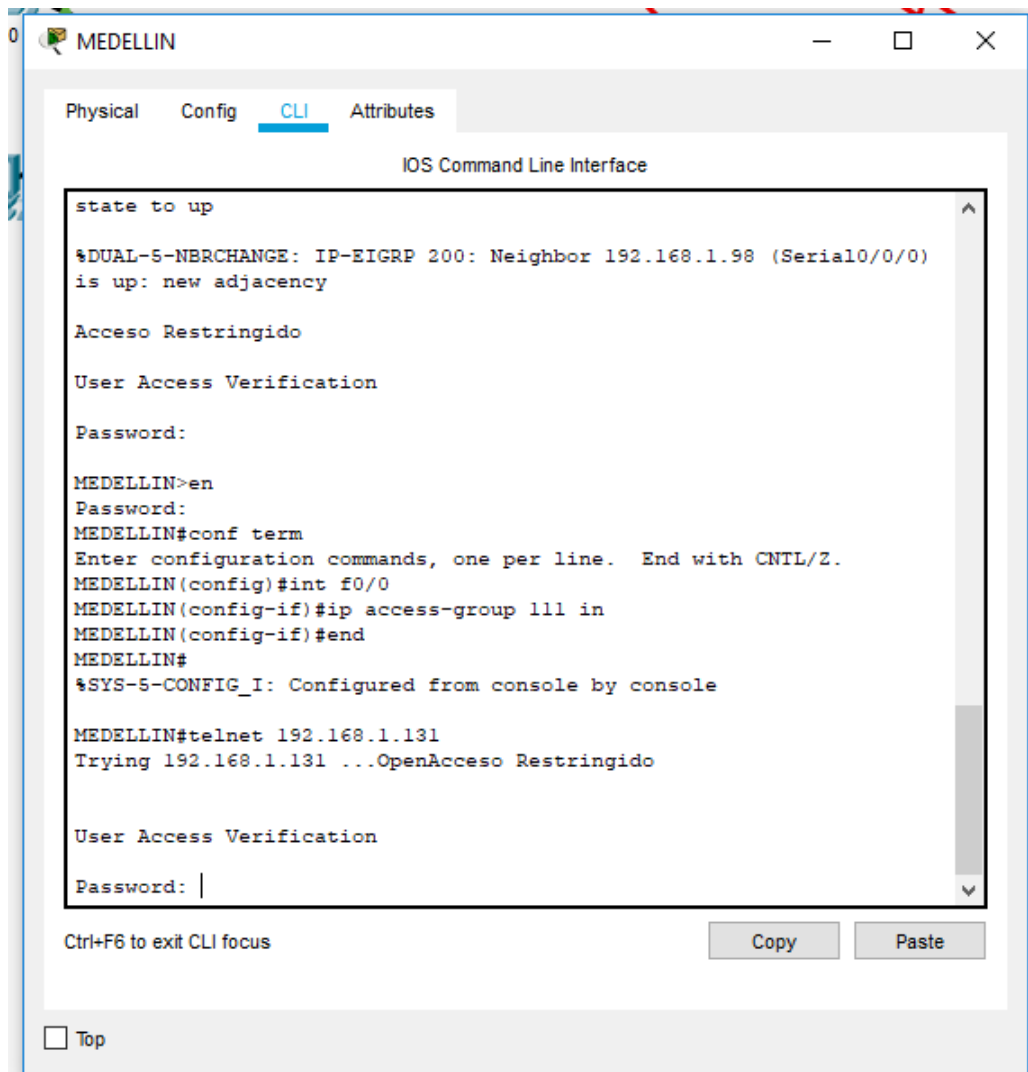 0
MEDELLIN
Physical Config CLI Attributes
IOS Command Line Interface
state to up
%DUAL-5-NBRCHANGE: IP-EIGRP 200: Neighbor 192.168.1.98 (Serial0/0/0)
is up: new adjacency
Acceso Restringido
User Access Verification
Password:
MEDELLIN>en
Password:
MEDELLIN#conf term
Enter configuration commands, one per line.  End with CNTL/Z.
MEDELLIN(config)#int f0/0
MEDELLIN(config-if)#ip access-group 111 in
MEDELLIN(config-if)#end
MEDELLIN#
%SYS-5-CONFIG_I: Configured from console by console
MEDELLIN#telnet 192.168.1.131
Trying 192.168.1.131 ...OpenAcceso Restringido
User Access Verification
Password:
Ctrl+F6 to exit CLI focus
Copy Paste
Top